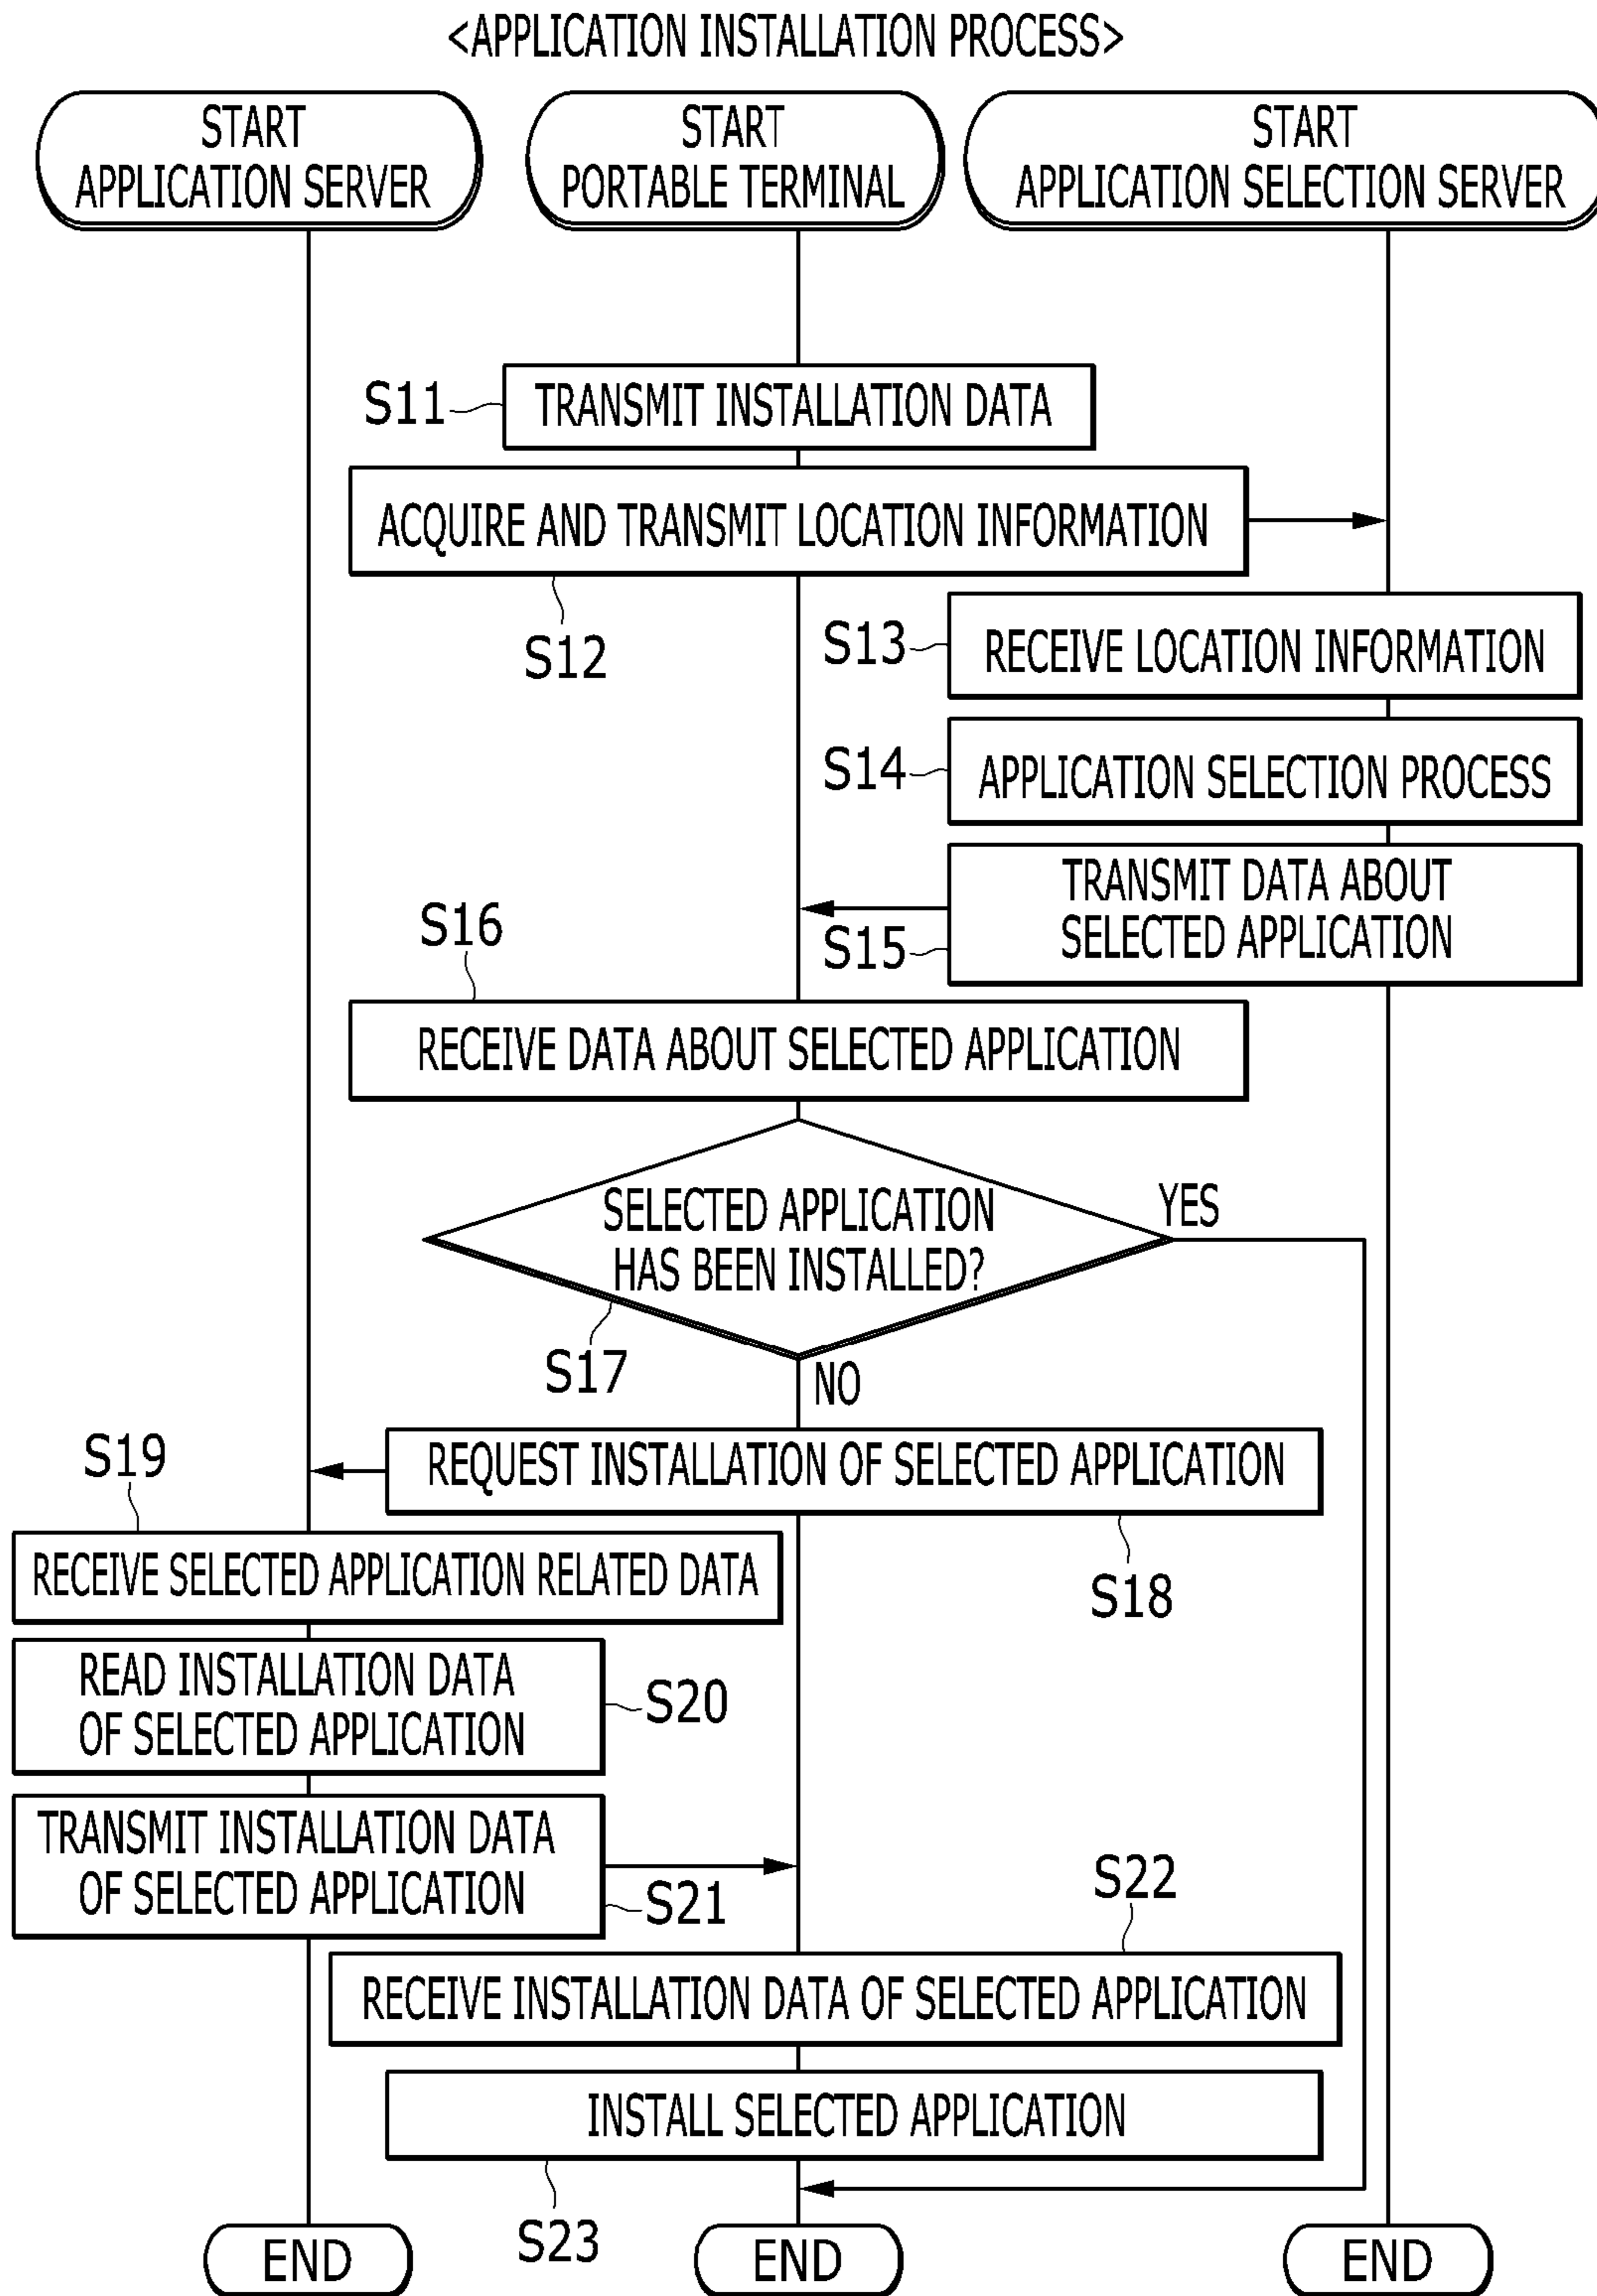 <APPLICATION INSTALLATION PROCESS>
START
APPLICATION SERVER
START
PORTABLE TERMINAL
START
APPLICATION SELECTION SERVER
S11
TRANSMIT INSTALLATION DATA
ACQUIRE AND TRANSMIT LOCATION INFORMATION
S12
S13
RECEIVE LOCATION INFORMATION
S14
APPLICATION SELECTION PROCESS
TRANSMIT DATA ABOUT
SELECTED APPLICATION
S15
S16
RECEIVE DATA ABOUT SELECTED APPLICATION
SELECTED APPLICATION
HAS BEEN INSTALLED?
YES
S17
NO
REQUEST INSTALLATION OF SELECTED APPLICATION
S18
S19
RECEIVE SELECTED APPLICATION RELATED DATA
READ INSTALLATION DATA
OF SELECTED APPLICATION
S20
TRANSMIT INSTALLATION DATA
OF SELECTED APPLICATION
S21
S22
RECEIVE INSTALLATION DATA OF SELECTED APPLICATION
INSTALL SELECTED APPLICATION
S23
END
END
END